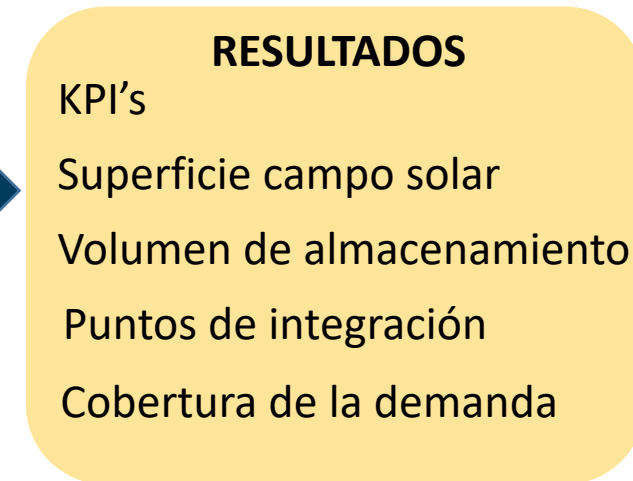 RESULTADOS
KPI’s
Superficie campo solar
Volumen de almacenamiento
Puntos de integración
Cobertura de la demanda